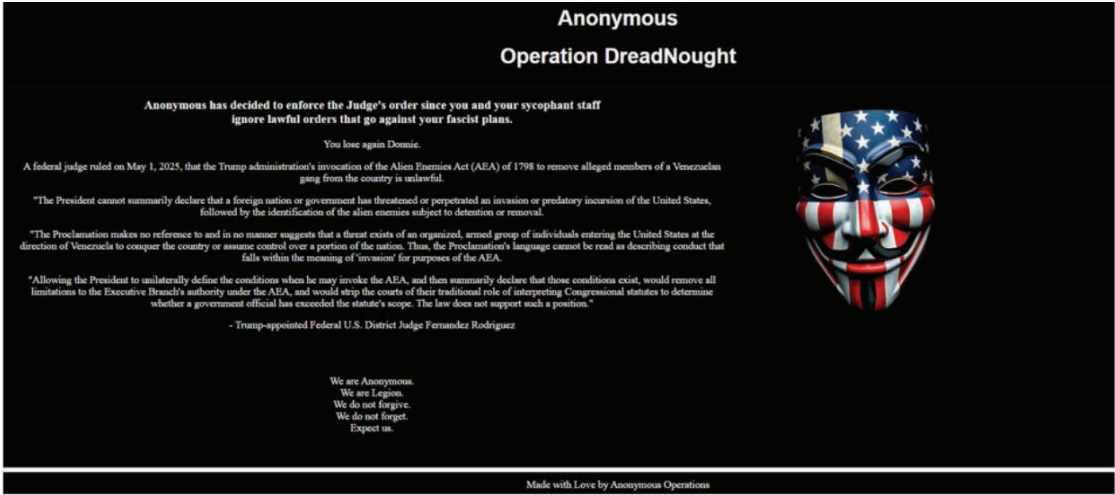 Anonymous
Operation DreadNought
Anonymous has decided to enforce the Judge's order since you and your sycophant staff
ignore lawful orders that go against your fascist plans.
You lose again Donnie.
A federal judge ruled on May 1, 2025, that the Trump administration's invocation of the Alien Enemies Act (AEA) of 1798 to remove alleged members of a Venezuelan
gang from the country is unlawful.
"The President cannot summarily declare that a foreign nation or government has threatened or perpetrated an invasion or predatory incursion of the United States,
followed by the identification of the alien enemies subject to detention or removal.
"The Proclamation makes no reference to and in no manner suggests that a threat exists of an organized, armed group of individuals entering the United States at the
direction of Venezuela to conquer the country or assume control over a portion of the nation. Thus, the Proclamation's language cannot be read as describing conduct that
falls within the meaning of 'invasion' for purposes of the AEA.
"Allowing the President to unilaterally define the conditions when he may invoke the AEA, and then summarily declare that those conditions exist, would remove all
limitations to the Executive Branch's authority under the AEA, and would strip the courts of their traditional role of interpreting Congressional statutes to determine
whether a government official has exceeded the statute's scope. The law does not support such a position."
- Trump-appointed Federal U.S. District Judge Fernandez Rodriguez
We are Anonymous.
We are Legion.
We do not forgive.
We do not forget.
Expect us.
Made with Love by Anonymous Operations